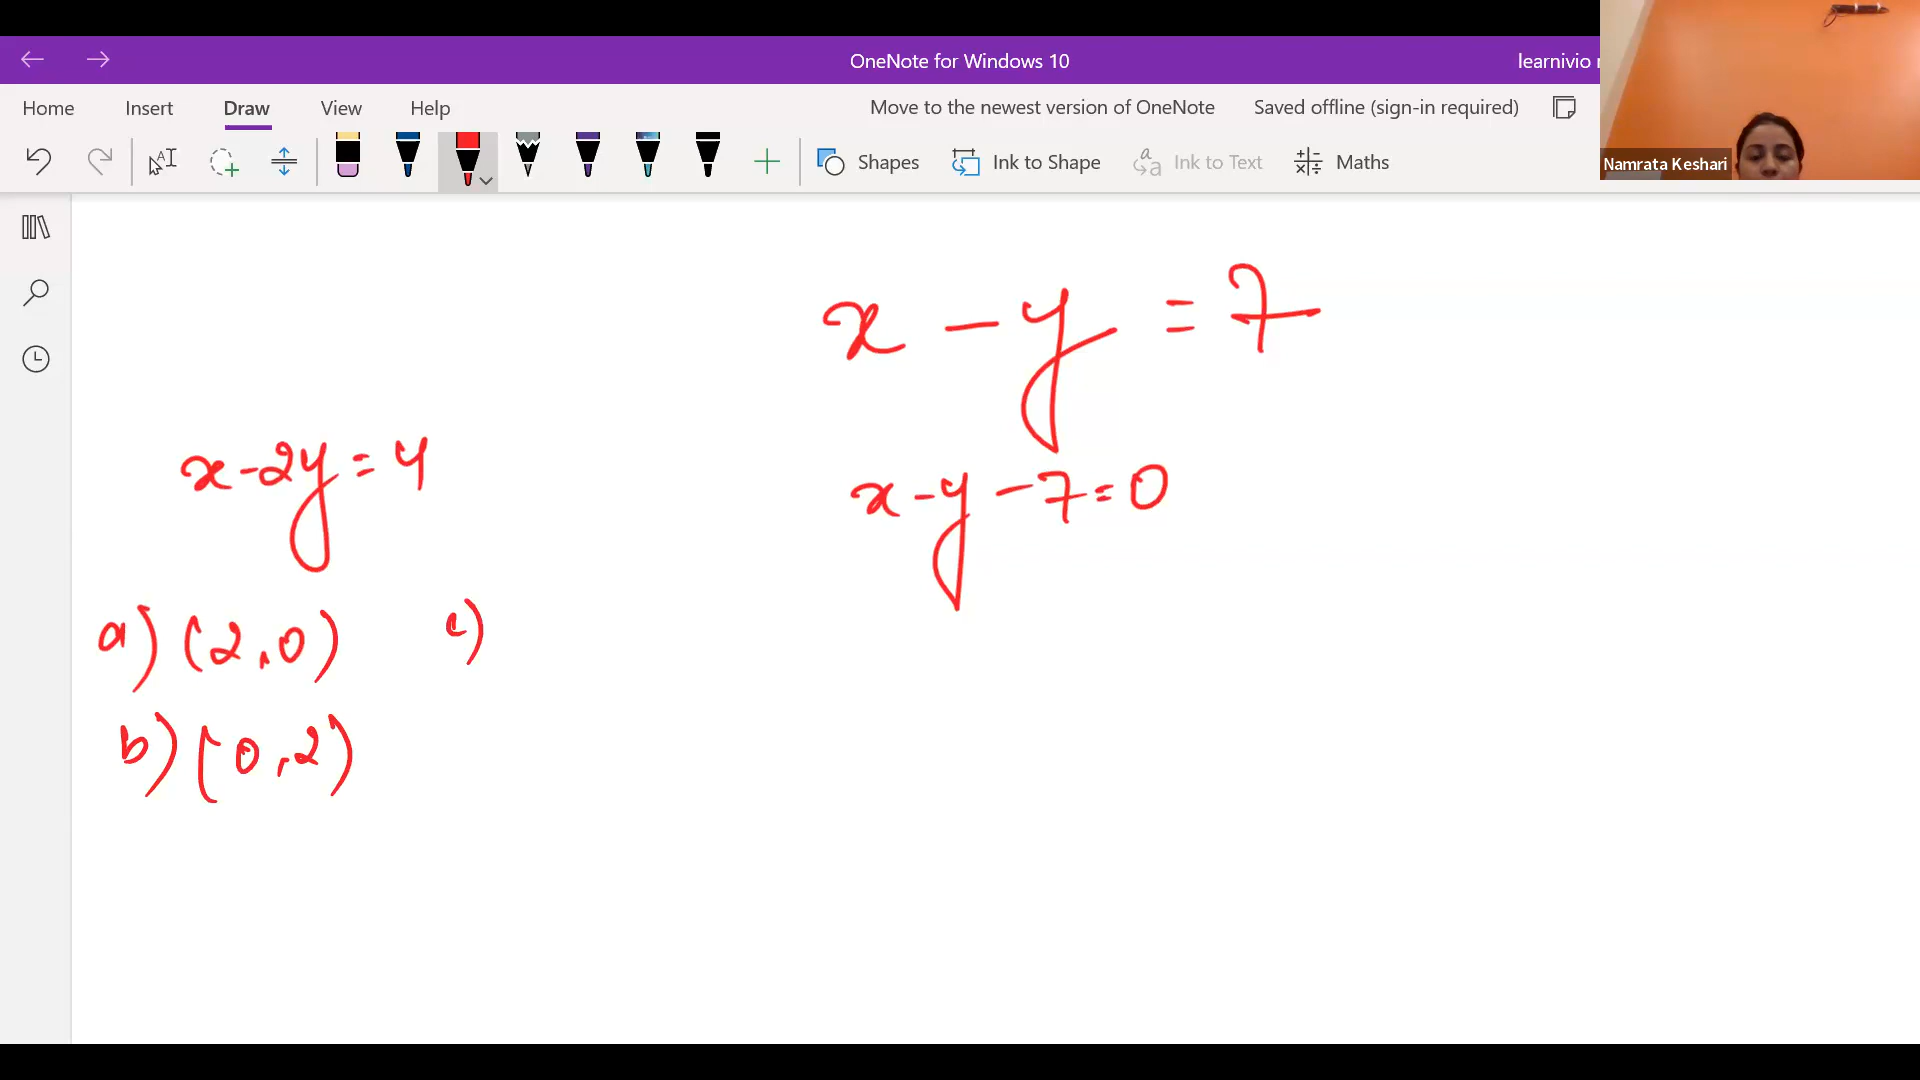 OneNote for Windows 10
learnivio
Home Insert Draw View Help
Move to the newest version of OneNote Saved offline (sign-in required)
Shapes Ink to Shape Ink to Text Maths
Namrata Keshari
x - y = 7
x - 2y = 4
x - y - 7 = 0
a) (2, 0) c)
b) (0, 2)